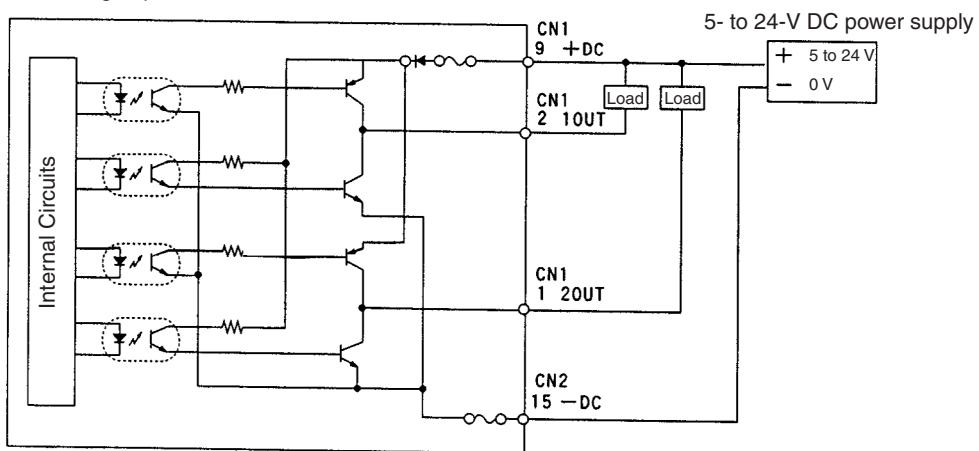 5- to 24-V DC power supply
CN1
9 +DC
+ 5 to 24 V
− 0 V
CN1
2 1OUT
Load
Load
Internal Circuits
CN1
1 2OUT
CN2
15 −DC